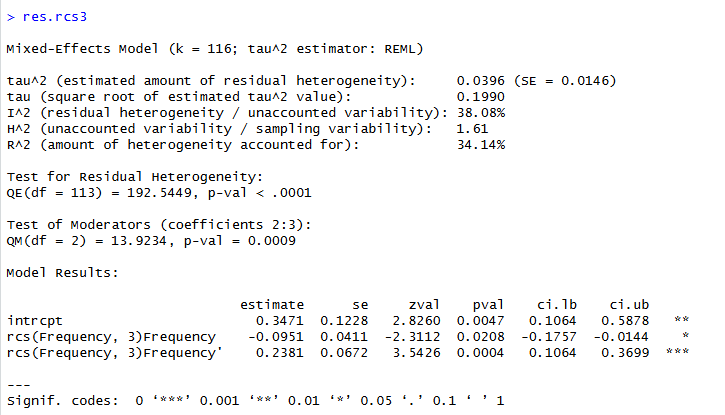 > res.rcs3
Mixed-Effects Model (k = 116; tau^2 estimator: REML)
tau^2 (estimated amount of residual heterogeneity):     0.0396 (SE = 0.0146)
tau (square root of estimated tau^2 value):             0.1990
I^2 (residual heterogeneity / unaccounted variability): 38.08%
H^2 (unaccounted variability / sampling variability):   1.61
R^2 (amount of heterogeneity accounted for):            34.14%
Test for Residual Heterogeneity:
QE(df = 113) = 192.5449, p-val < .0001
Test of Moderators (coefficients 2:3):
QM(df = 2) = 13.9234, p-val = 0.0009
Model Results:
estimate      se     zval    pval    ci.lb    ci.ub
intrcpt                       0.3471  0.1228   2.8260  0.0047   0.1064   0.5878   **
rcs(Frequency, 3)Frequency   -0.0951  0.0411  -2.3112  0.0208  -0.1757  -0.0144    *
rcs(Frequency, 3)Frequency'   0.2381  0.0672   3.5426  0.0004   0.1064   0.3699  ***
---
Signif. codes:  0 ‘***’ 0.001 ‘**’ 0.01 ‘*’ 0.05 ‘.’ 0.1 ‘ ’ 1